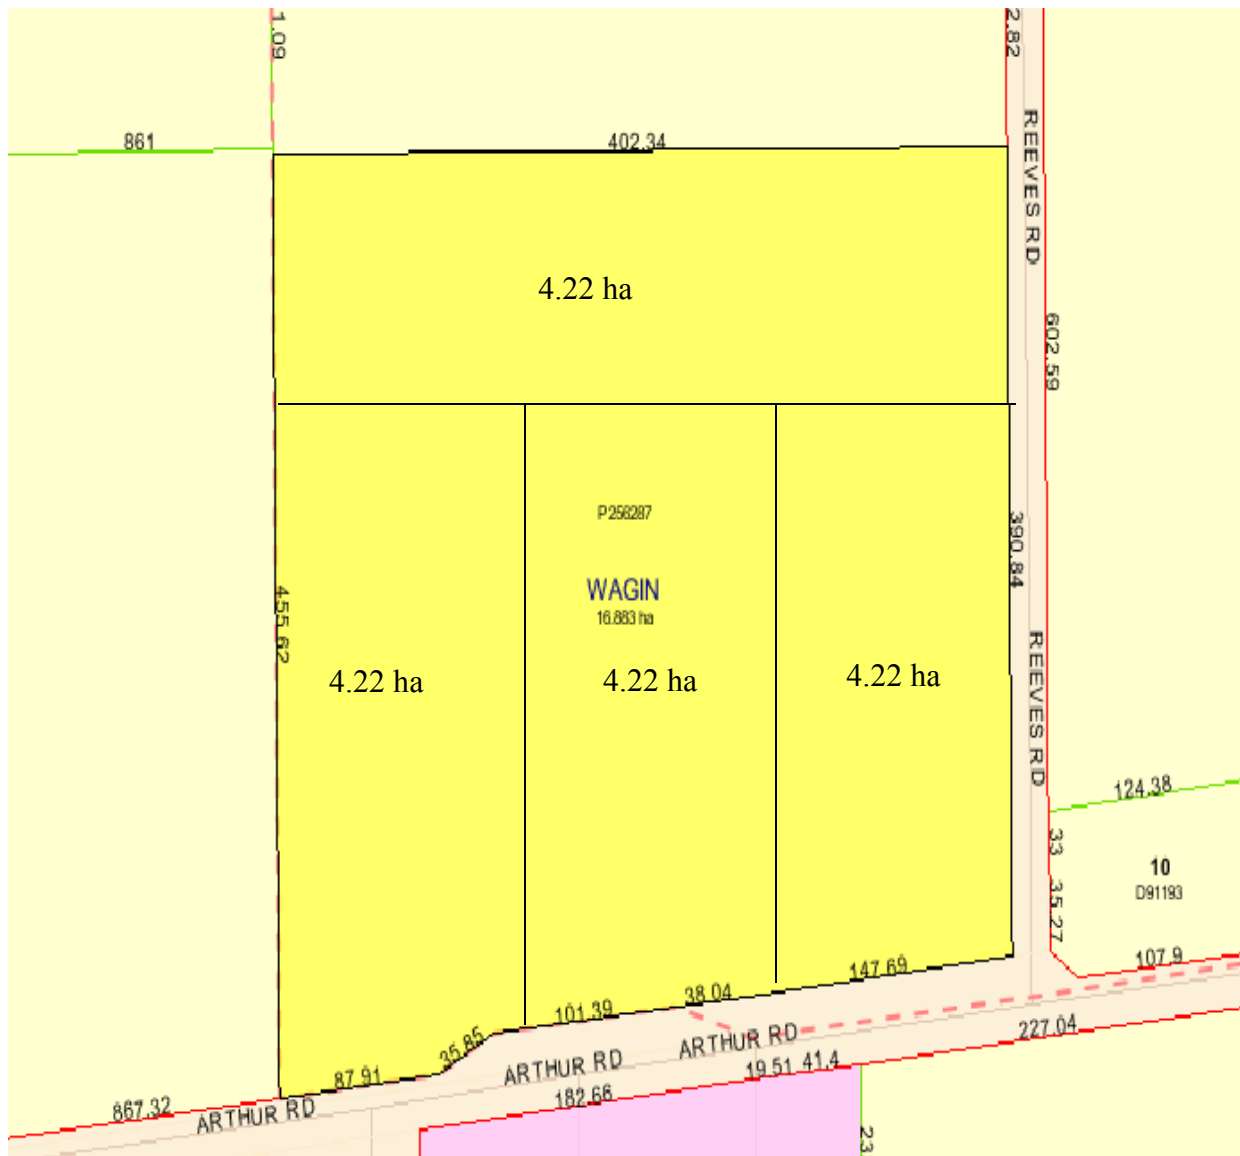 1.09
2.82
861
402.34
REEVES RD
4.22 ha
602.59
P256287
390.84
WAGIN
16.883 ha
455.62
4.22 ha
4.22 ha
4.22 ha
REEVES RD
124.38
33
10
D91193
35.27
107.9
147.69
38.04
101.39
35.85
87.91
ARTHUR RD
ARTHUR RD
227.04
19.51
41.4
182.66
867.32
ARTHUR RD
23